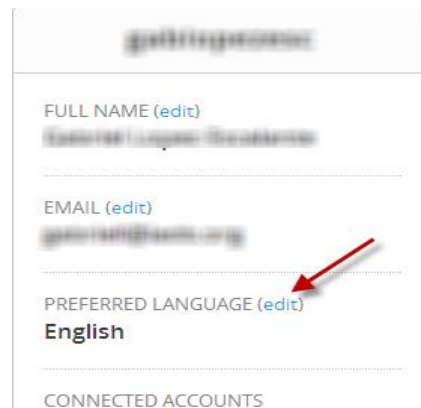 FULL NAME (edit)
EMAIL (edit)
PREFERRED LANGUAGE (edit)
English
CONNECTED ACCOUNTS